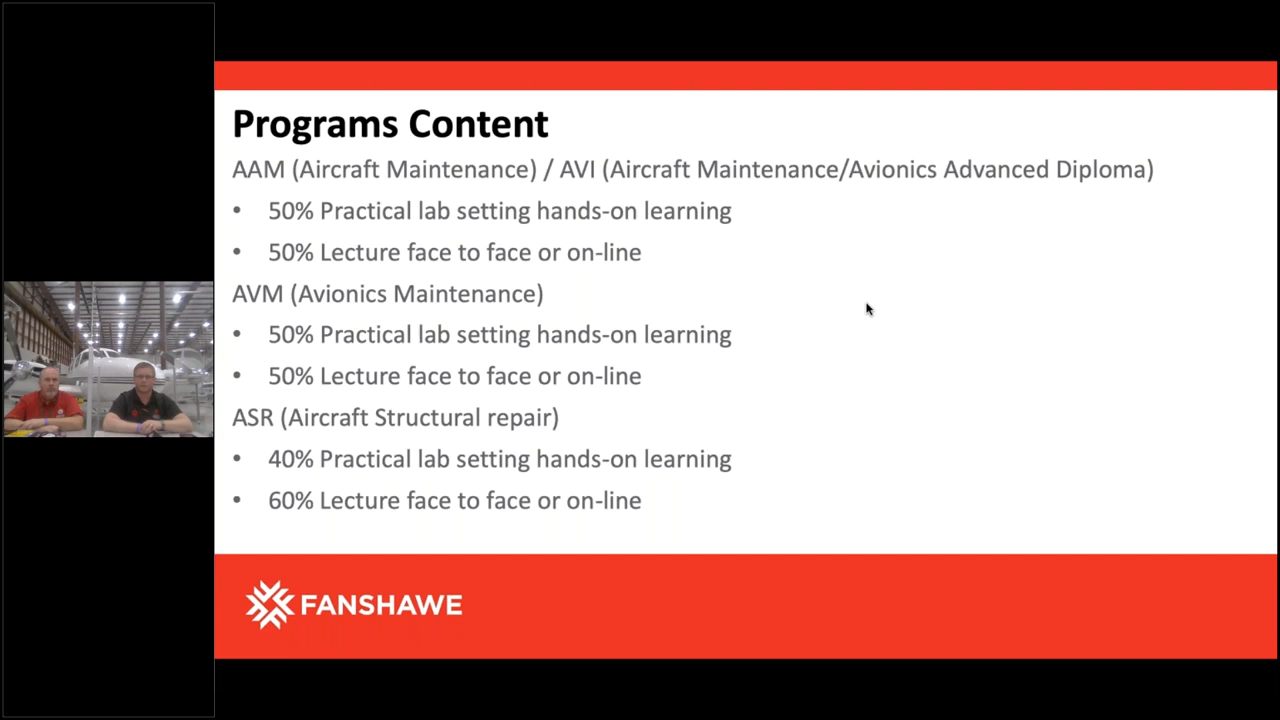 Programs Content
AAM (Aircraft Maintenance) / AVI (Aircraft Maintenance/Avionics Advanced Diploma)
• 50% Practical lab setting hands-on learning
• 50% Lecture face to face or on-line
AVM (Avionics Maintenance)
• 50% Practical lab setting hands-on learning
• 50% Lecture face to face or on-line
ASR (Aircraft Structural repair)
• 40% Practical lab setting hands-on learning
• 60% Lecture face to face or on-line
FANSHAWE